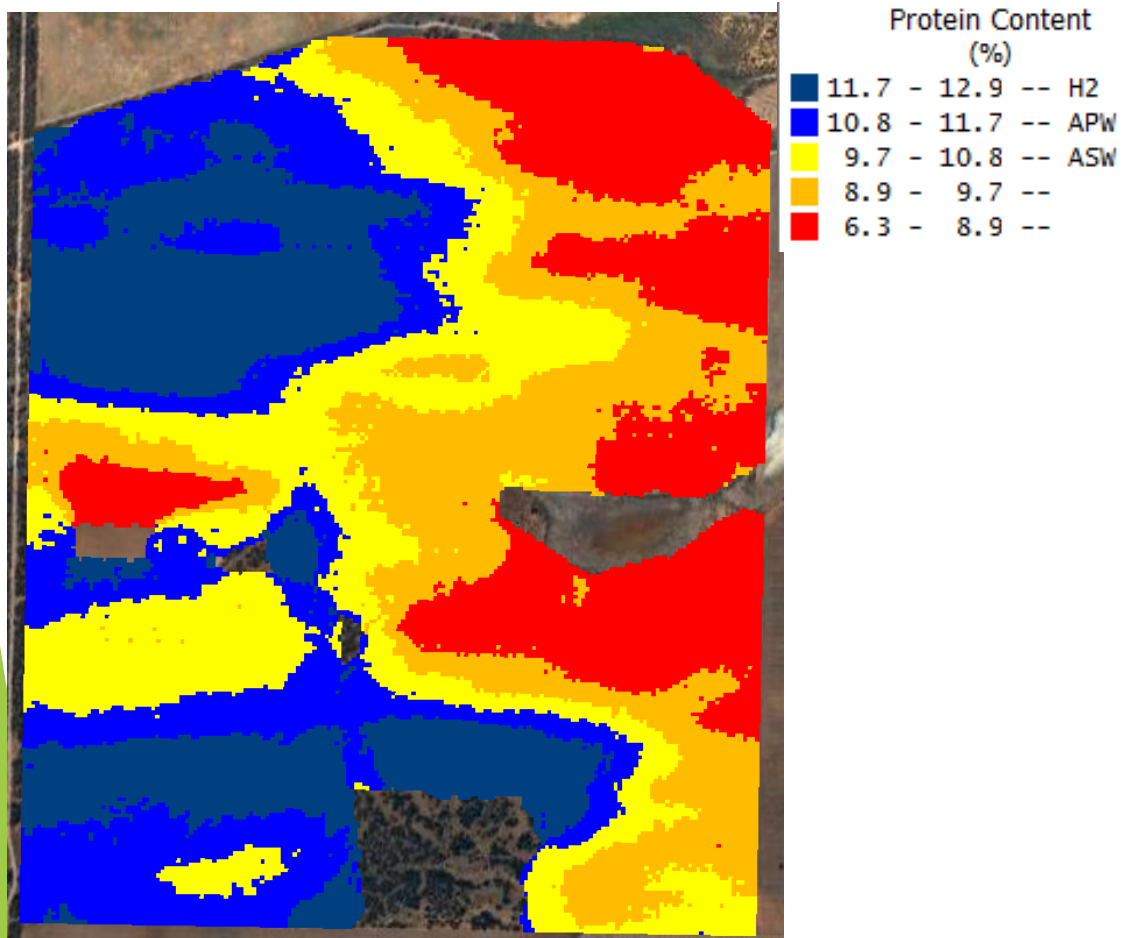 Protein Content
(%)
11.7 - 12.9 -- H2
10.8 - 11.7 -- APW
9.7 - 10.8 -- ASW
8.9 - 9.7 --
6.3 - 8.9 --